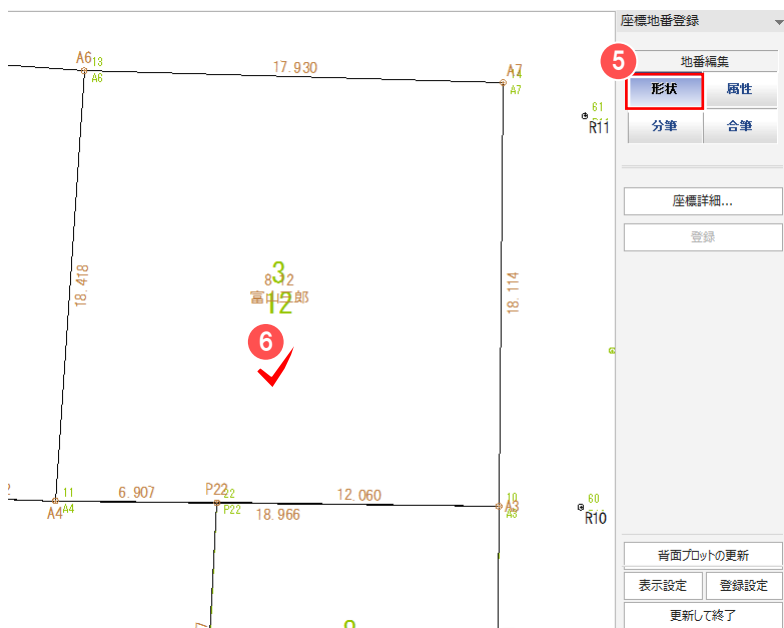 座標地番登録
5
地番編集
形状
属性
分筆
合筆
座標詳細...
登録
背面プロットの更新
表示設定
登録設定
更新して終了
A6
13
A6
17.930
A7
A7
61
R11
18.418
3
8-12
富山三郎
12
18.114
6
11
A4
A4
6.907
P22
22
P22
12.060
18.966
10
A3
A3
60
R10